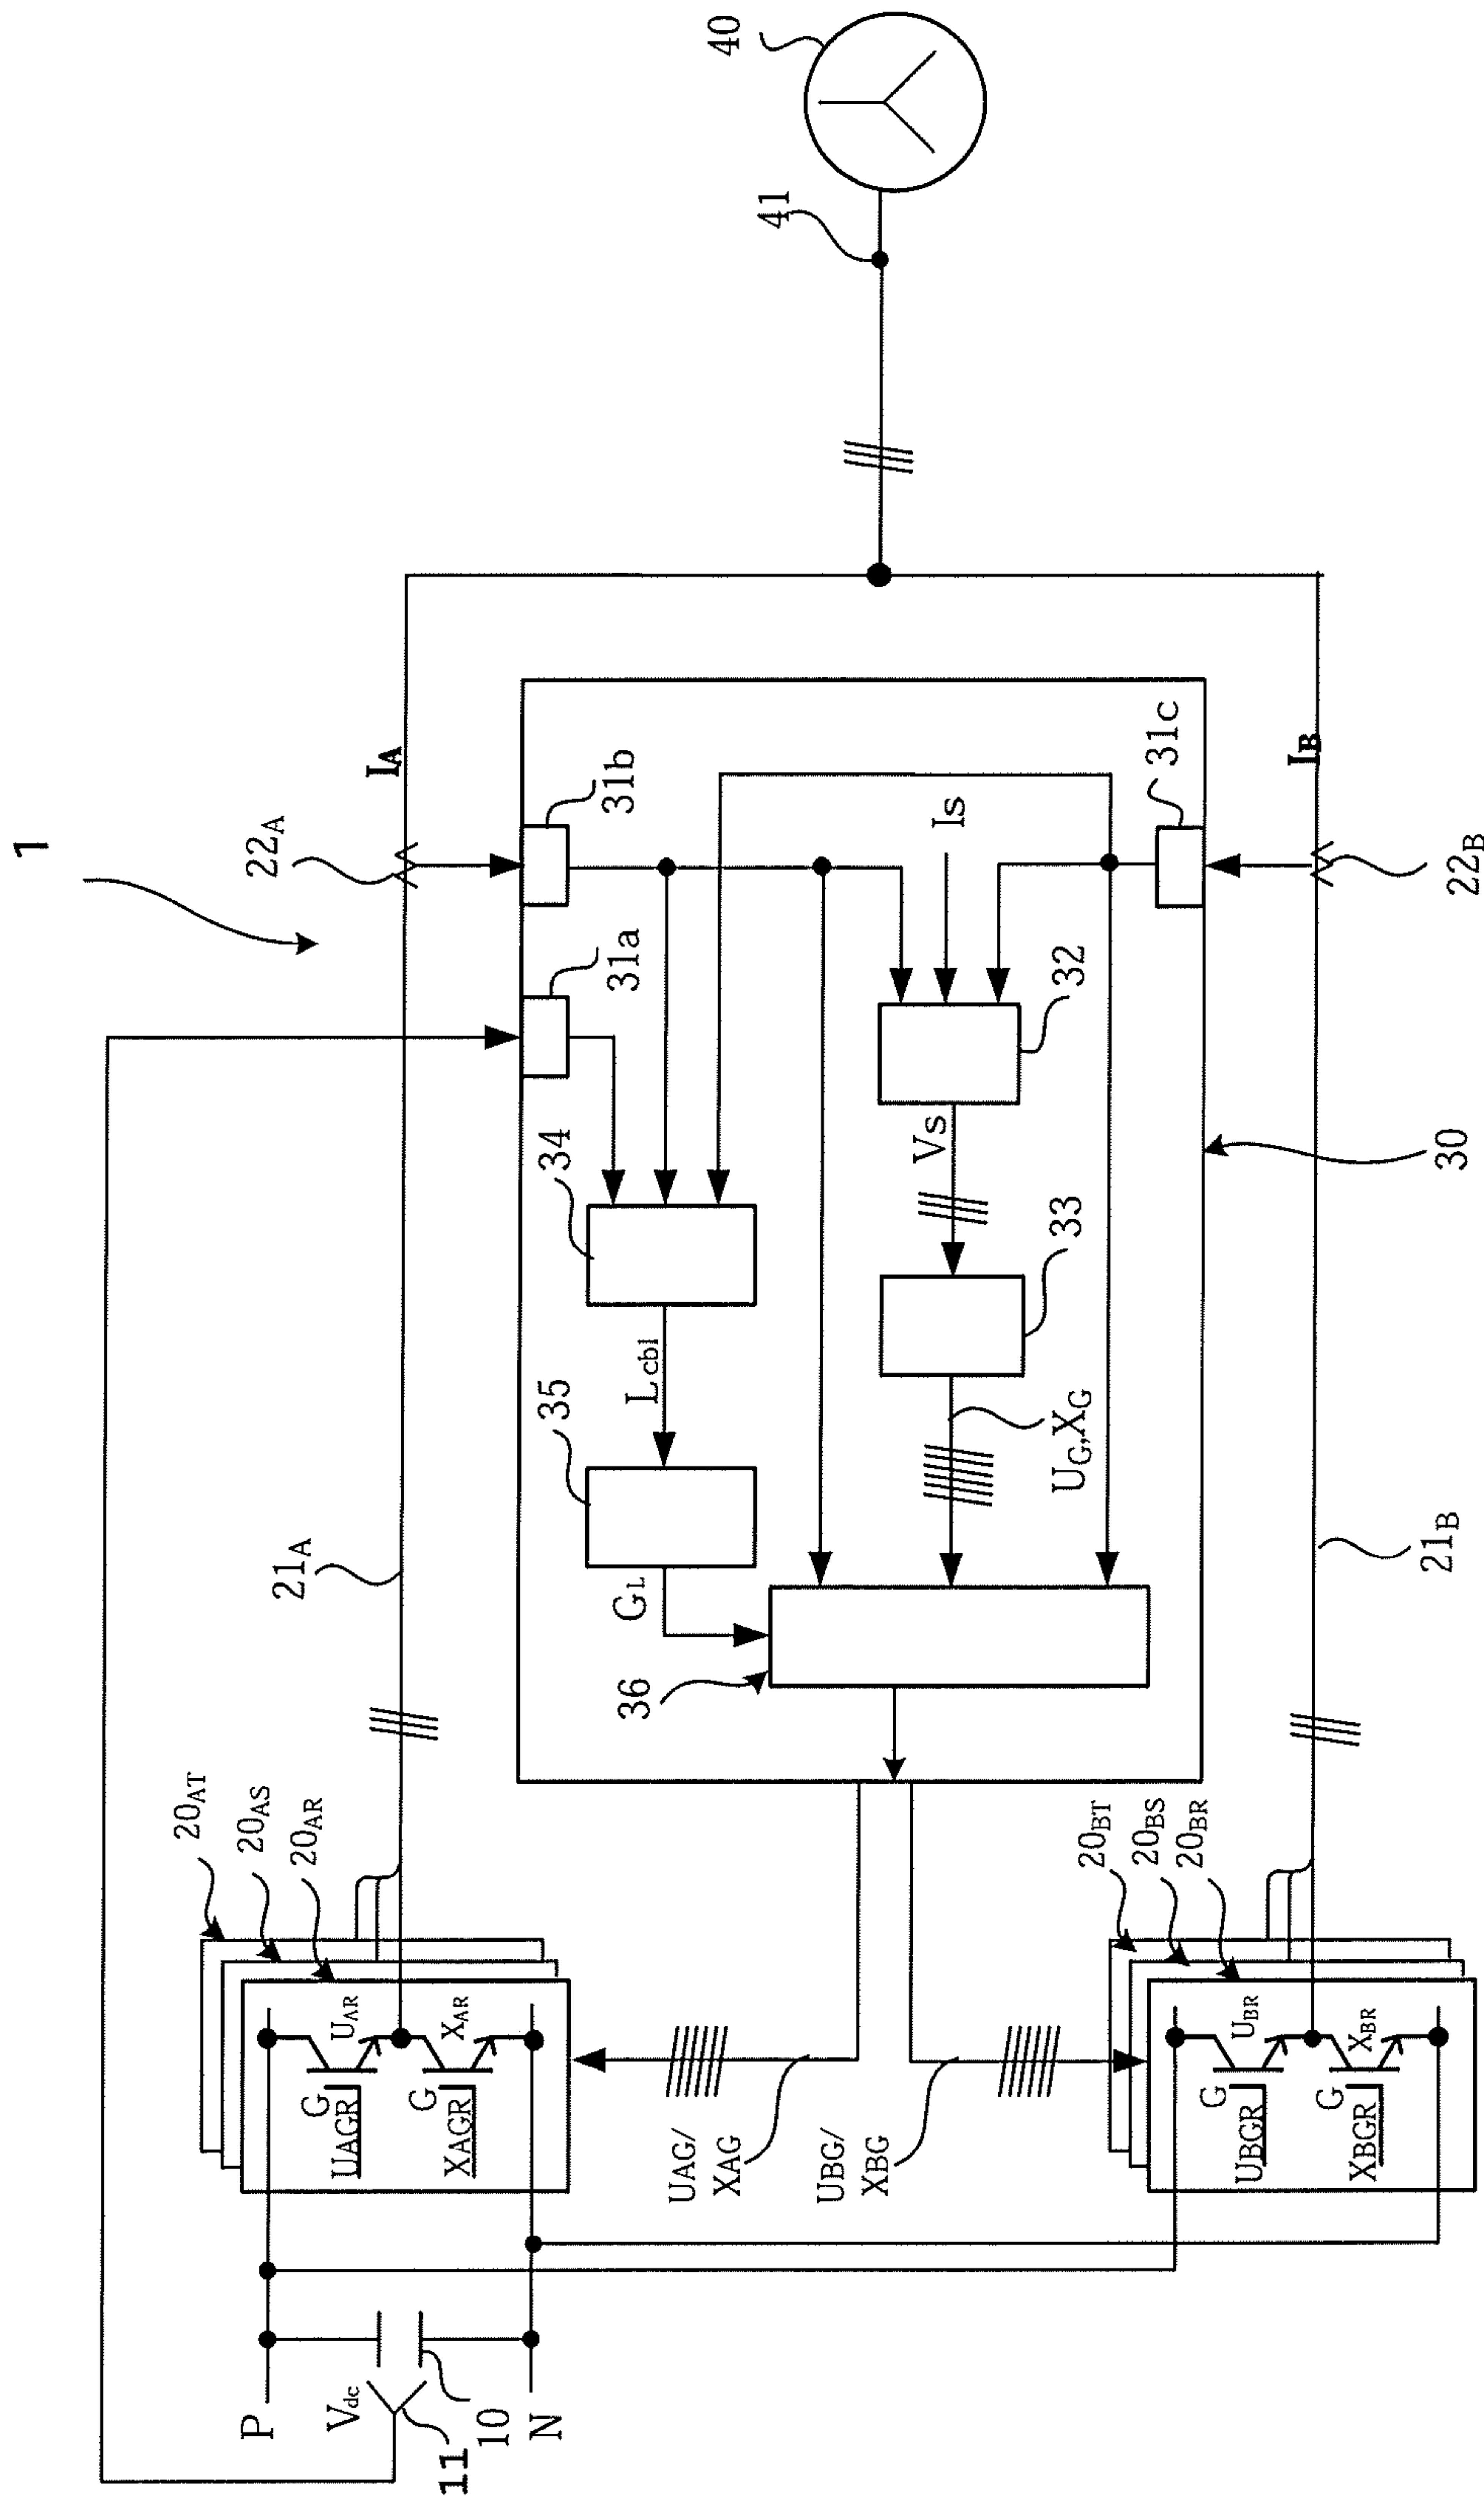 1
40
41
IA
22A
31b
31a
Is
31c
IB
22B
32
34
Vs
30
33
Lcbl
35
UG,XG
21A
GL
21B
36
20AT
20AS
20AR
20BT
20BS
20BR
UAR
XAR
G
UAGR
G
XAGR
UBR
XBR
G
UBGR
G
XBGR
UAG/
XAG
UBG/
XBG
P
Vdc
11
10
N